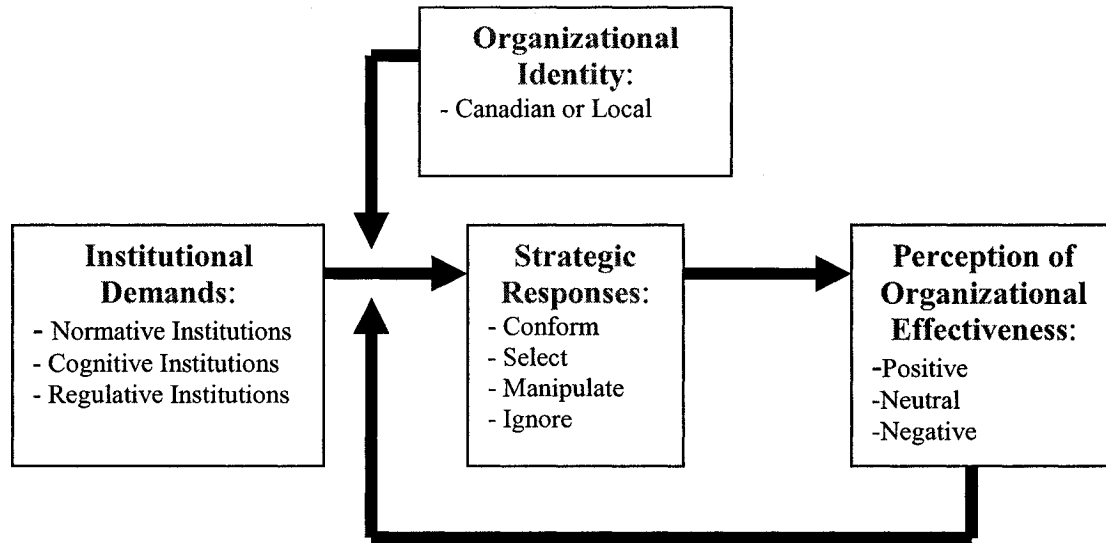 Organizational
Identity:
- Canadian or Local
Institutional
Demands:
- Normative Institutions
- Cognitive Institutions
- Regulative Institutions
Strategic
Responses:
- Conform
- Select
- Manipulate
- Ignore
Perception of
Organizational
Effectiveness:
-Positive
-Neutral
-Negative